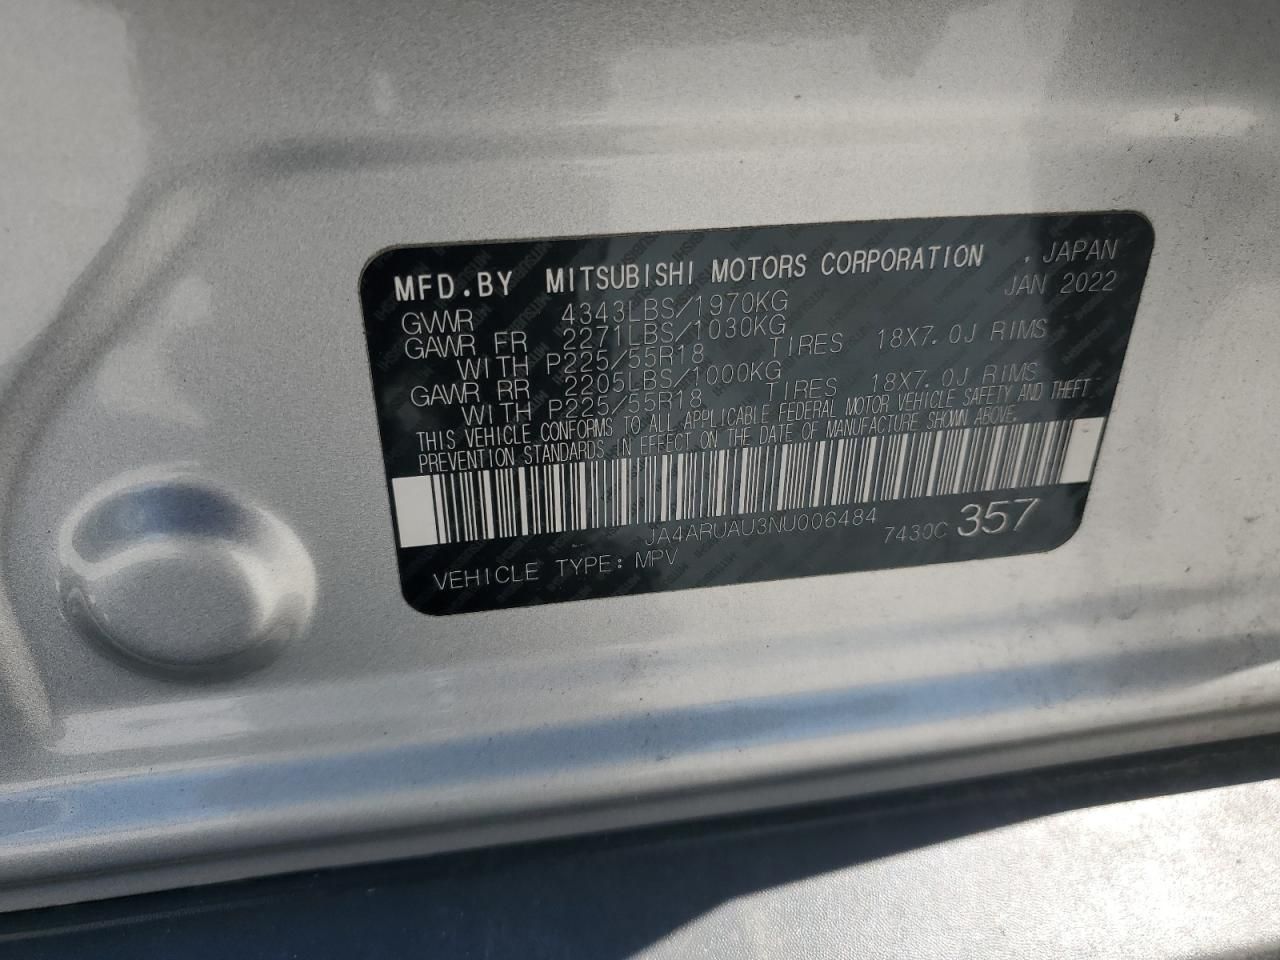 MFD.BY MITSUBISHI MOTORS CORPORATION . JAPAN
GVWR 4343LBS/1970KG JAN 2022
GAWR FR 2271LBS/1030KG
WITH P225/55R18 TIRES 18X7.0J RIMS
GAWR RR 2205LBS/1000KG
WITH P225/55R18 TIRES 18X7.0J RIMS
THIS VEHICLE CONFORMS TO ALL APPLICABLE FEDERAL MOTOR VEHICLE SAFETY AND THEFT
PREVENTION STANDARDS IN EFFECT ON THE DATE OF MANUFACTURE SHOWN ABOVE.
JA4ARUAU3NU006484 7430C 357
VEHICLE TYPE: MPV